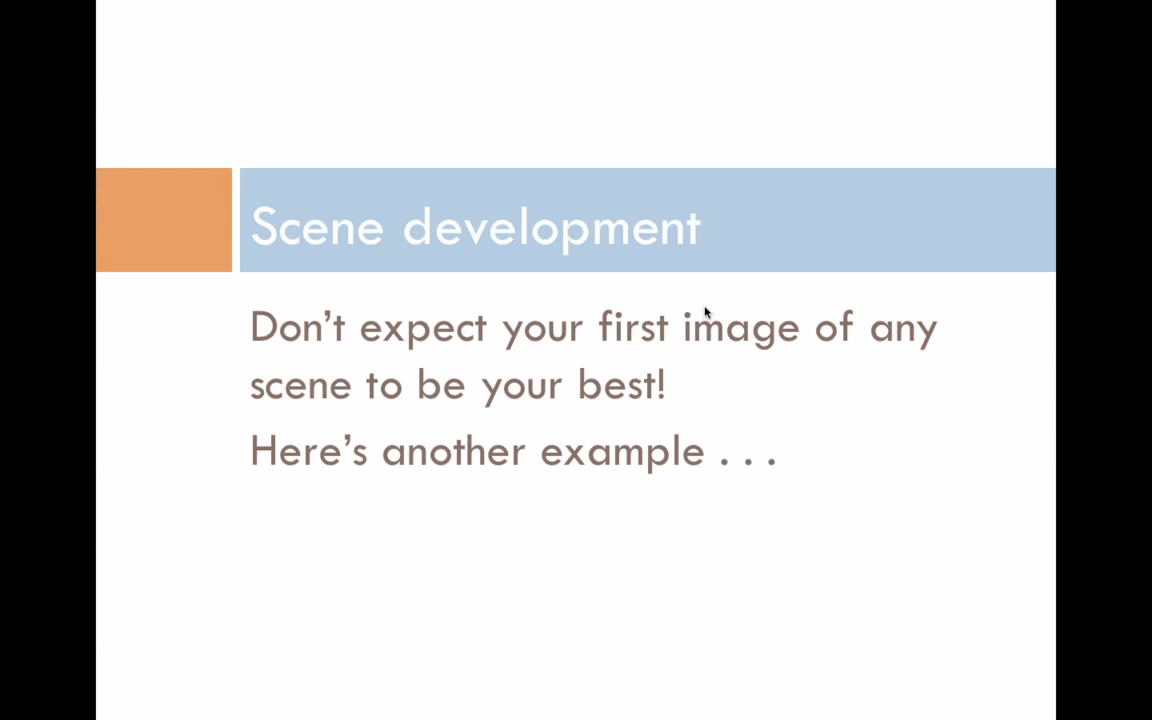 Scene development
Don’t expect your first image of any
scene to be your best!
Here’s another example . . .